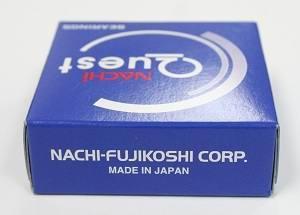 BEARINGS
NACHi
Quest
NACHI-FUJIKOSHI CORP.
MADE IN JAPAN